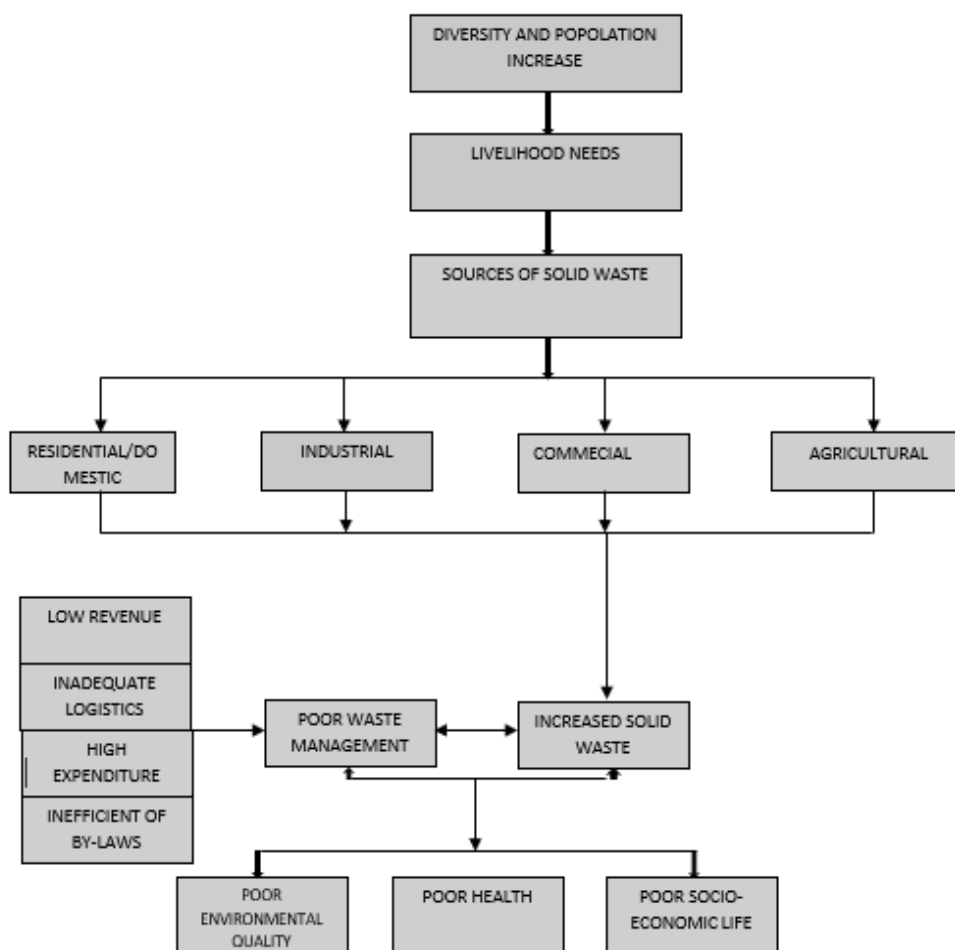 DIVERSITY AND POPOLATION
INCREASE
LIVELIHOOD NEEDS
SOURCES OF SOLID WASTE
RESIDENTIAL/DO
MESTIC
INDUSTRIAL
COMMECIAL
AGRICULTURAL
LOW REVENUE
INADEQUATE
LOGISTICS
HIGH
EXPENDITURE
INEFFICIENT OF
BY-LAWS
POOR WASTE
MANAGEMENT
INCREASED SOLID
WASTE
POOR
ENVIRONMENTAL
QUALITY
POOR HEALTH
POOR SOCIO-
ECONOMIC LIFE